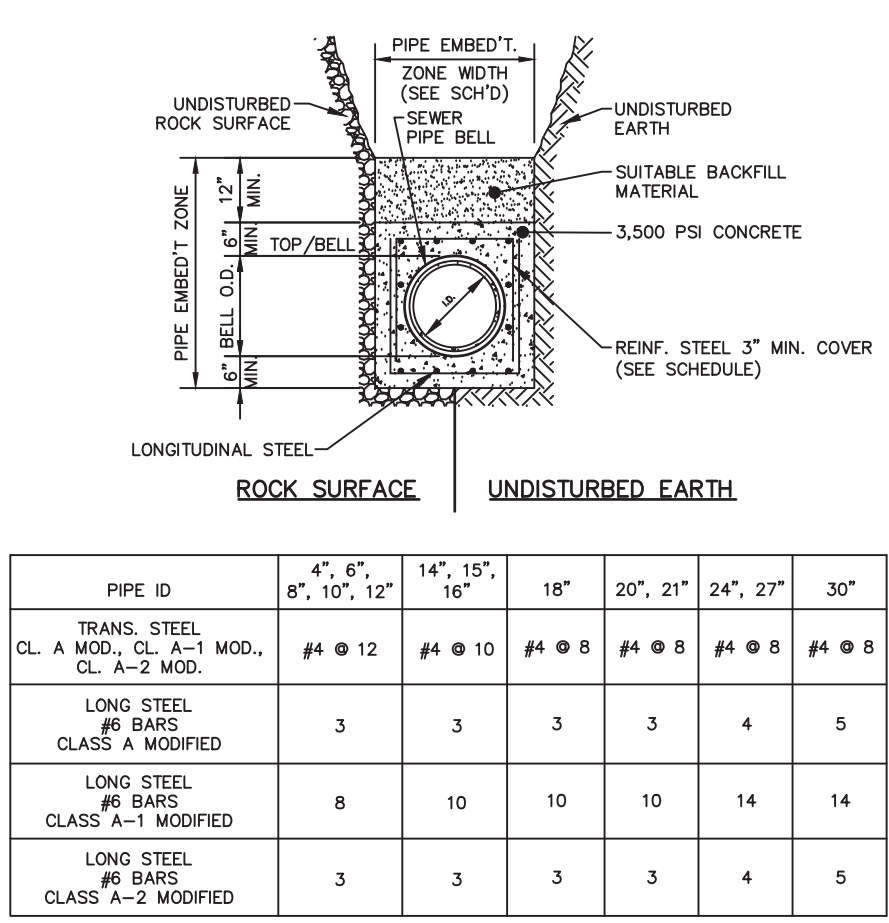 PIPE EMBED'T.
ZONE WIDTH
(SEE SCH'D)
UNDISTURBED
ROCK SURFACE
SEWER
PIPE BELL
UNDISTURBED
EARTH
SUITABLE BACKFILL
MATERIAL
3,500 PSI CONCRETE
PIPE EMBED'T ZONE
12" MIN.
6" MIN.
TOP/BELL
BELL O.D.
6" MIN.
I.D.
REINF. STEEL 3" MIN. COVER
(SEE SCHEDULE)
LONGITUDINAL STEEL
ROCK SURFACE
UNDISTURBED EARTH
PIPE ID
4", 6",
8", 10", 12"
14", 15",
16"
18"
20", 21"
24", 27"
30"
TRANS. STEEL
CL. A MOD., CL. A-1 MOD.,
CL. A-2 MOD.
#4 @ 12
#4 @ 10
#4 @ 8
#4 @ 8
#4 @ 8
#4 @ 8
LONG STEEL
#6 BARS
CLASS A MODIFIED
3
3
3
3
4
5
LONG STEEL
#6 BARS
CLASS A-1 MODIFIED
8
10
10
10
14
14
LONG STEEL
#6 BARS
CLASS A-2 MODIFIED
3
3
3
3
4
5